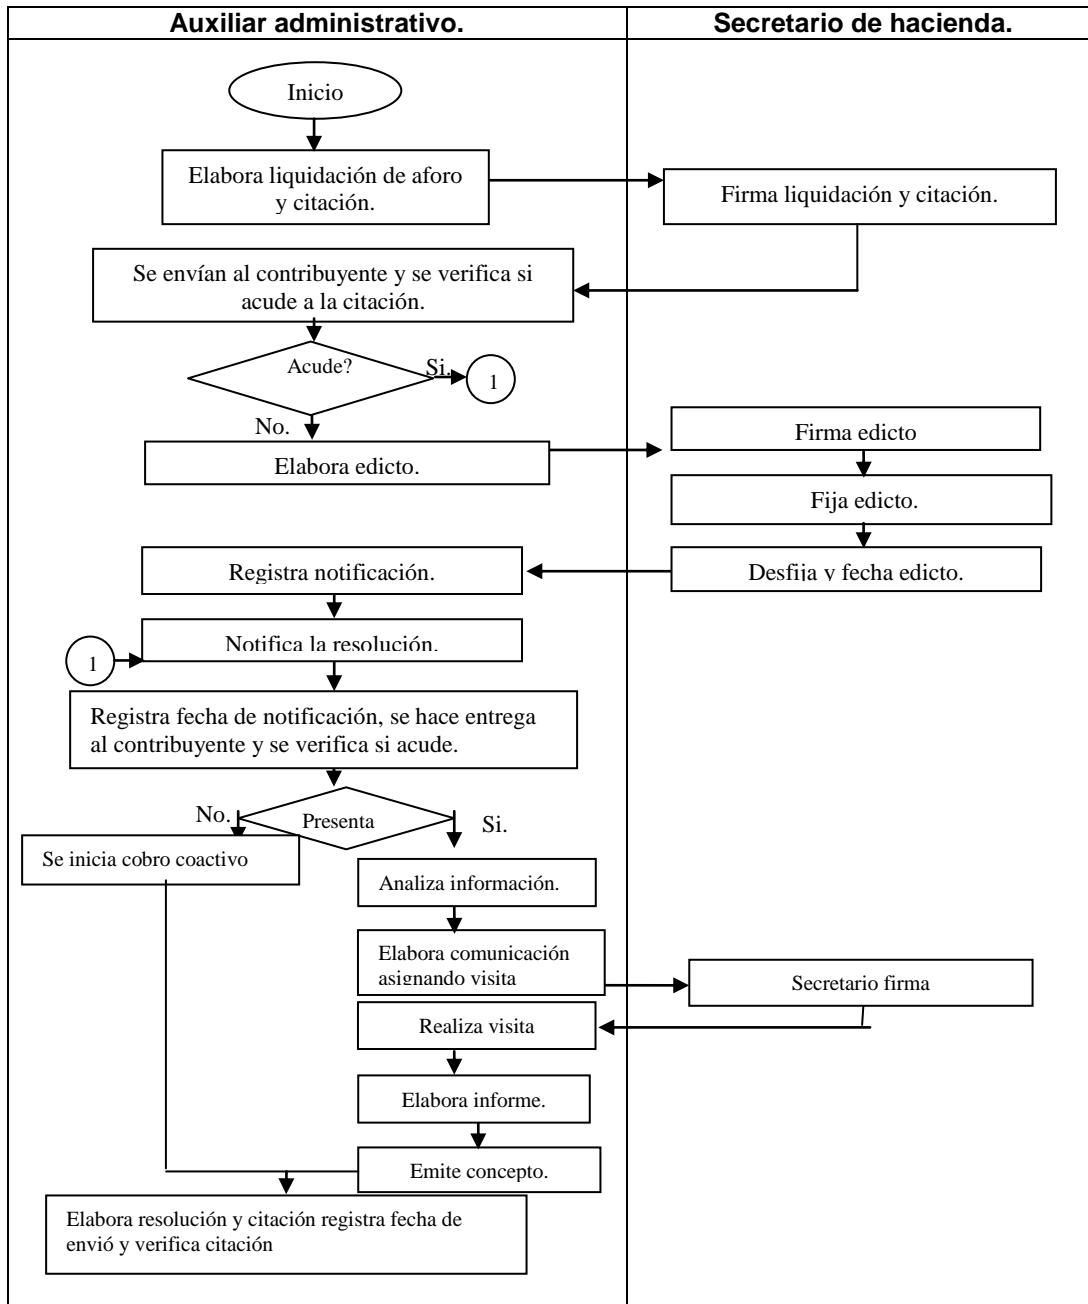 Auxiliar administrativo.
Secretario de hacienda.
Inicio
Elabora liquidación de aforo
y citación.
Firma liquidación y citación.
Se envían al contribuyente y se verifica si
acude a la citación.
Acude?
Si.
1
No.
Elabora edicto.
Firma edicto
Fija edicto.
Desfija y fecha edicto.
Registra notificación.
Notifica la resolución.
1
Registra fecha de notificación, se hace entrega
al contribuyente y se verifica si acude.
No.
Presenta
Si.
Se inicia cobro coactivo
Analiza información.
Elabora comunicación
asignando visita
Secretario firma
Realiza visita
Elabora informe.
Emite concepto.
Elabora resolución y citación registra fecha de
envió y verifica citación